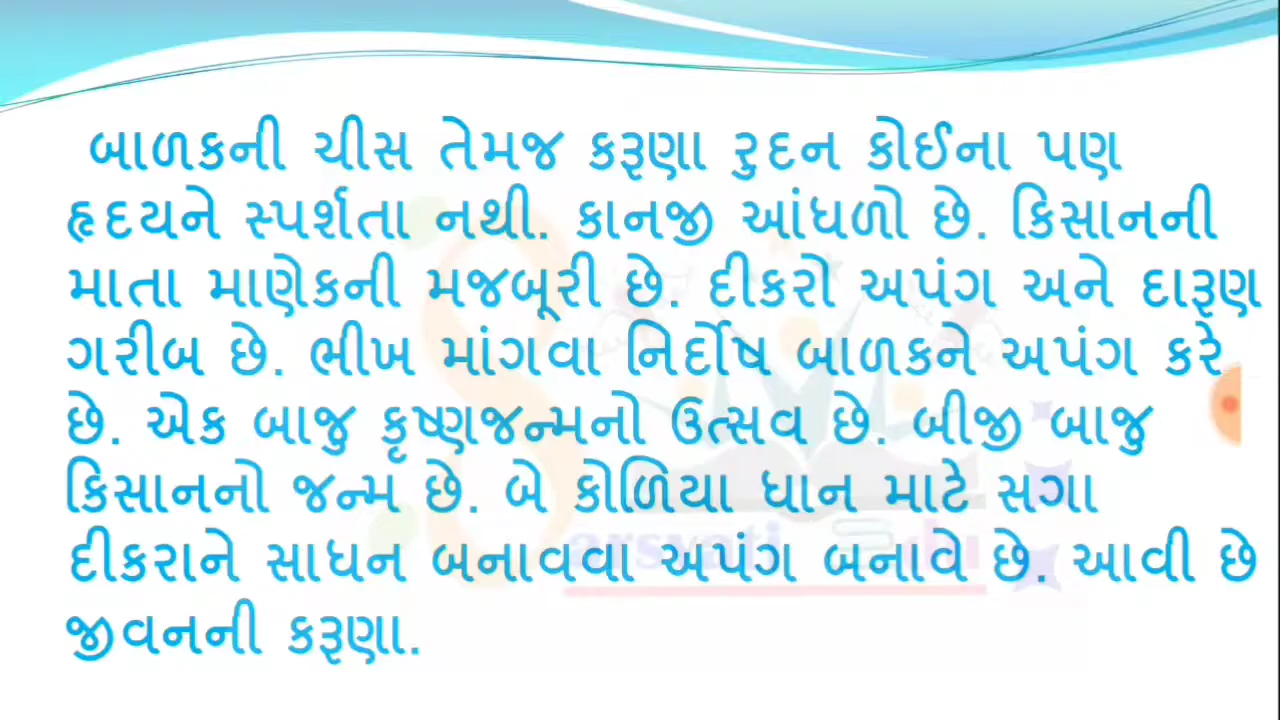 બાળકની ચીસ તેમજ કરૂણા રુદન કોઈના પણ
હૃદયને સ્પર્શતા નથી. કાનજી આંધળો છે. કિસાનની
માતા માણેકની મજબૂરી છે. દીકરો અપંગ અને દારૂણ
ગરીબ છે. ભીખ માંગવા નિર્દોષ બાળકને અપંગ કરે
છે. એક બાજુ કૃષ્ણજન્મનો ઉત્સવ છે. બીજી બાજુ
કિસાનનો જન્મ છે. બે કોળિયા ધાન માટે સગા
દીકરાને સાધન બનાવવા અપંગ બનાવે છે. આવી છે
જીવનની કરૂણા.
arsvati Edu